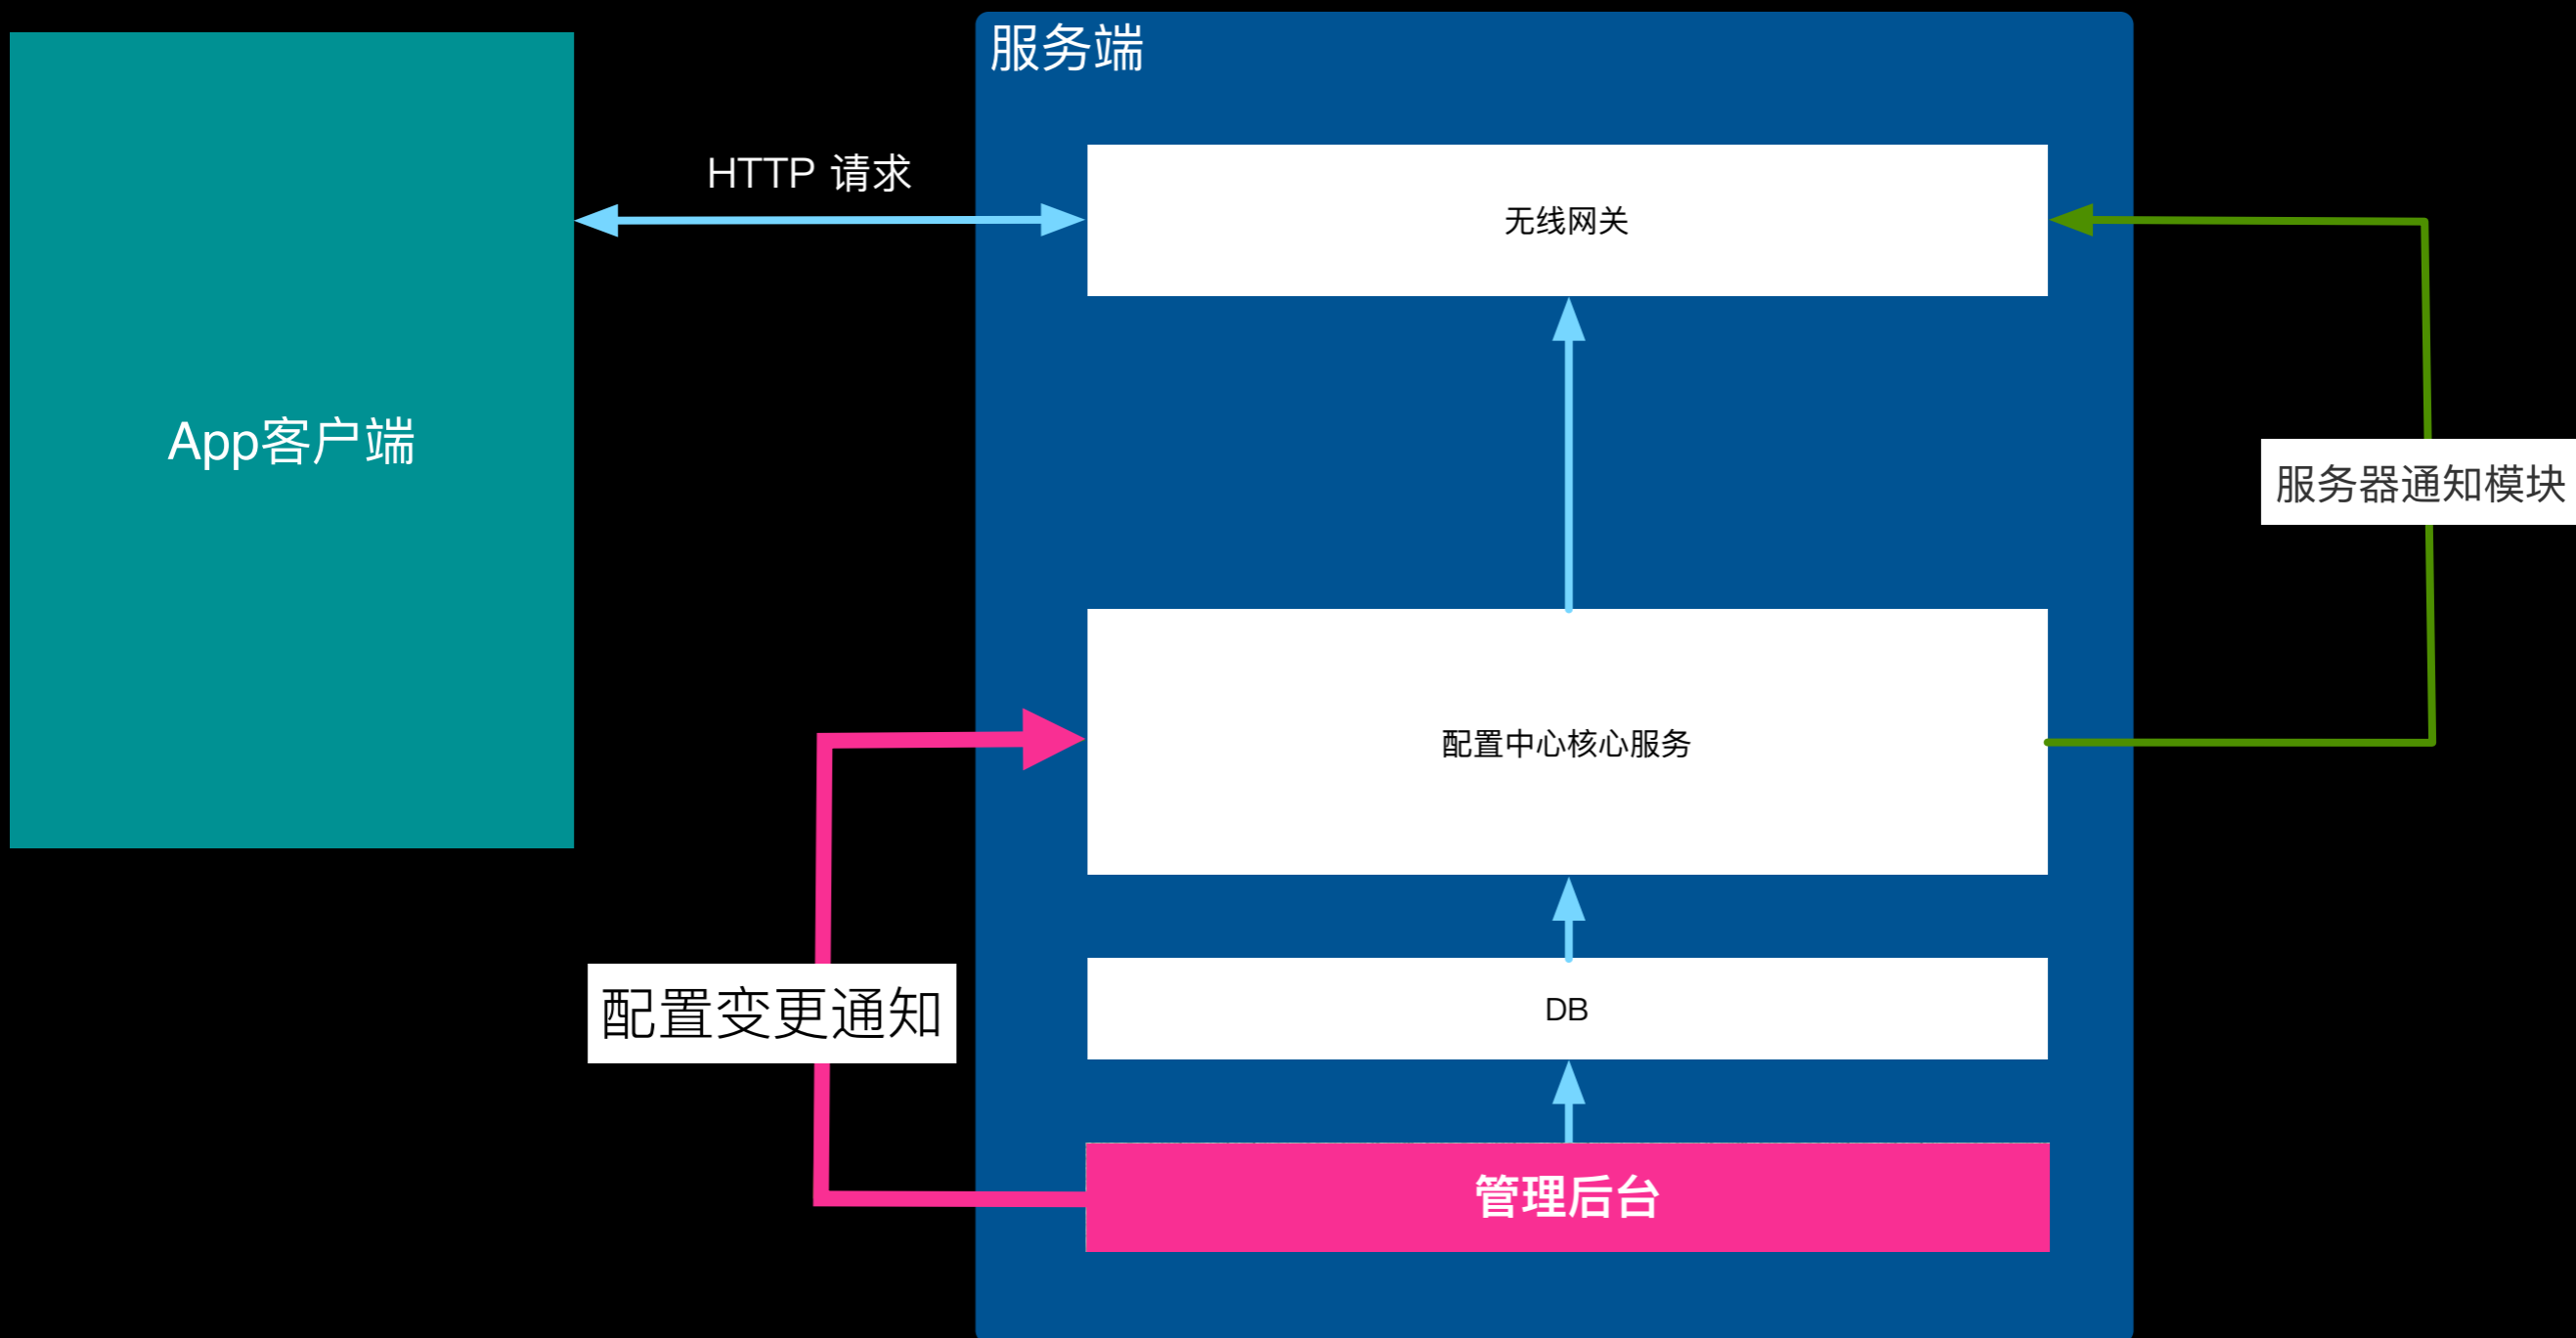 服务端
HTTP 请求
无线网关
App客户端
服务器通知模块
配置中心核心服务
配置变更通知
DB
管理后台